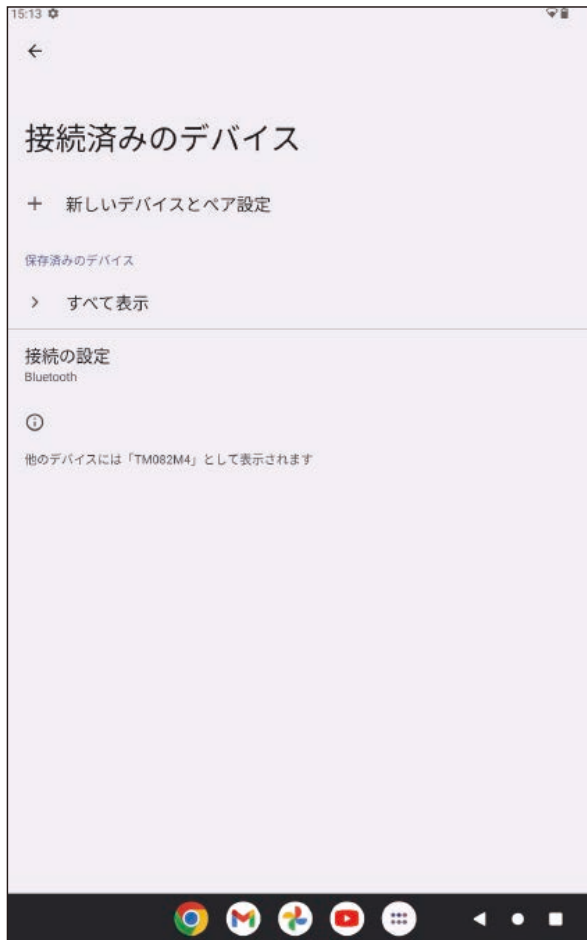 15:13
接続済みのデバイス
新しいデバイスとペア設定
保存済みのデバイス
すべて表示
接続の設定
Bluetooth
他のデバイスには「TM082M4」として表示されます